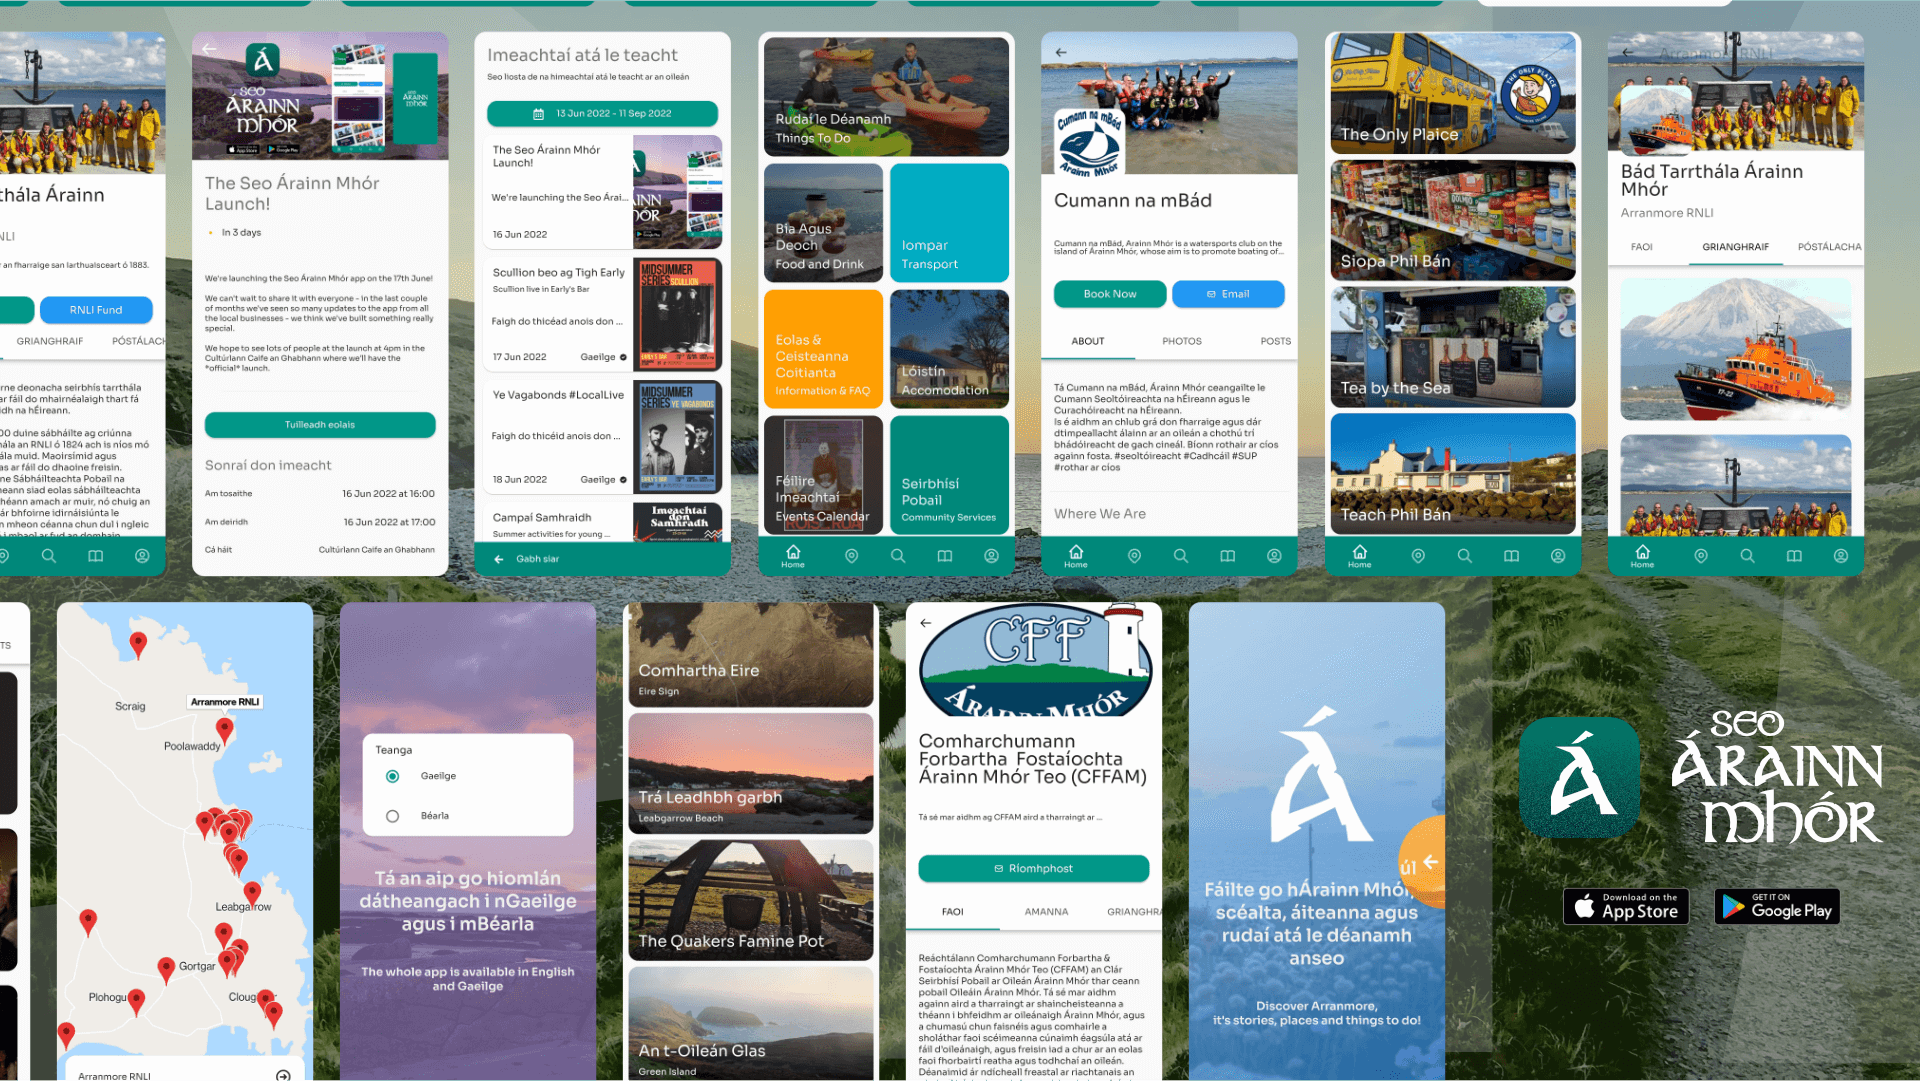 thála Árainn
NLI
r an fharraige san Iarthuaisceart ó 1883.
RNLI Fund
GRIANGHRAIF
PÓSTÁLACH
irne deonacha seirbhís tarrthála
ar fáil do mhairnéalaigh thart fá
idh na hÉireann.
00 duine sábháilte ag criúnna
hála an RNLI ó 1824 ach is níos mó
ála muid. Maoirsímid agus
as ar fáil do dhaoine freisin.
ne Sábháilteachta Pobail na
heann siad eolas sábháilteachta
héann amach ar muir, nó chuig an
ár bhfoirne idirnáisiúnta le
n mheon céanna chun dul i ngleic
i mbaol ar fud an domhain
Á
SEO
ÁRAINN
MHÓR
App Store
Google Play
SEO
ÁRAINN
MHÓR
The Seo Árainn Mhór
Launch!
In 3 days
We're launching the Seo Árainn Mhór app on the 17th June!
We can't wait to share it with everyone - in the last couple
of months we've seen so many updates to the app from all
the local businesses - we think we've built something really
special.
We hope to see lots of people at the launch at 4pm in the
Cultúrlann Caife an Ghabhann where we'll have the
*official* launch.
Tuilleadh eolais
Sonraí don imeacht
Am tosaithe
16 Jun 2022 at 16:00
Am deiridh
16 Jun 2022 at 17:00
Cá háit
Cultúrlann Caife an Ghabhann
Imeachtaí atá le teacht
Seo liosta de na himeachtaí atá le teacht ar an oileán
13 Jun 2022 - 11 Sep 2022
The Seo Árainn Mhór
Launch!
We're launching the Seo Árai...
16 Jun 2022
Scullion beo ag Tigh Early
Scullion live in Early's Bar
Faigh do thicéad anois don ...
17 Jun 2022
Gaeilge
MIDSUMMER
SERIES SCULLION
EARLY'S BAR
Ye Vagabonds #LocalLive
Faigh do thicéid anois don ...
18 Jun 2022
Gaeilge
MIDSUMMER
SERIES YE VAGABONDS
EARLY'S BAR
Campaí Samhraidh
Summer activities for young ...
Imeachtaí
don
Samhradh
Gabh siar
Rudaí le Déanamh
Things To Do
Bia Agus
Deoch
Food and Drink
Iompar
Transport
Eolas &
Ceisteanna
Coitianta
Information & FAQ
Lóistín
Accomodation
Féilire
Imeachtaí
Events Calendar
Seirbhísí
Pobail
Community Services
Home
Cumann na mBád
Árainn Mhór
Cumann na mBád
Cumann na mBád, Árainn Mhór is a watersports club on the
island of Árainn Mhór, whose aim is to promote boating of...
Book Now
Email
ABOUT
PHOTOS
POSTS
Tá Cumann na mBád, Árainn Mhór ceangailte le
Cumann Seoltóireachta na hÉireann agus le
Curachóireacht na hÉireann.
Is é aidhm an chlub grá don fharraige agus dár
dtimpeallacht álainn ar an oileán a chothú trí
bhádóireacht de gach cineál. Bíonn rothair ar cíos
againn fosta. #seoltóireacht #Cadhcáil #SUP
#rothar ar cíos
Where We Are
Home
THE ONLY PLAICE
The Only Plaice
DOLMIO
Siopa Phil Bán
Tea by the Sea
Teach Phil Bán
Home
Arranmore RNLI
17-22
Bád Tarrthála Árainn
Mhór
Arranmore RNLI
FAOI
GRIANGHRAIF
PÓSTÁLACHA
17-22
Home
TS
Scraig
Arranmore RNLI
Poolawaddy
Leabgarrow
Gortgar
Plohogu
Cloug
Arranmore RNLI
Teanga
Gaeilge
Béarla
Tá an aip go hiomlán
dátheangach i nGaeilge
agus i mBéarla
The whole app is available in English
and Gaeilge
Comhartha Eire
Eire Sign
Trá Leadhbh garbh
Leabgarrow Beach
The Quakers Famine Pot
An t-Oileán Glas
Green Island
CFF
ÁRAINN MHÓR
Comharchumann
Forbartha Fostaíochta
Árainn Mhór Teo (CFFAM)
Tá sé mar aidhm ag CFFAM aird a tharraingt ar ...
Ríomhphost
FAOI
AMANNA
GRIANGHRA
Reáchtálann Comharchumann Forbartha &
Fostaíochta Árainn Mhór Teo (CFFAM) an Clár
Seirbhísí Pobail ar Oileán Árainn Mhór thar ceann
pobail Oileáin Árainn Mhór. Tá sé mar aidhm
againn aird a tharraingt ar shaincheisteanna a
théann i bhfeidhm ar oileánaigh Árainn Mhór, agus
a chumasú chun faisnéis agus comhairle a
sholáthar faoi scéimeanna cúnaimh éagsúla atá ar
fáil d'oileánaigh, agus freisin iad a chur ar an eolas
faoi fhorbairtí reatha agus todhchaí an oileán.
Déanaimid ár ndícheall freastal ar riachtanais an
Á
úl
Fáilte go hÁrainn Mhór,
scéalta, áiteanna agus
rudaí atá le déanamh
anseo
Discover Arranmore,
it's stories, places and things to do!
Á
SEO
ÁRAINN
MHÓR
Download on the
App Store
GET IT ON
Google Play